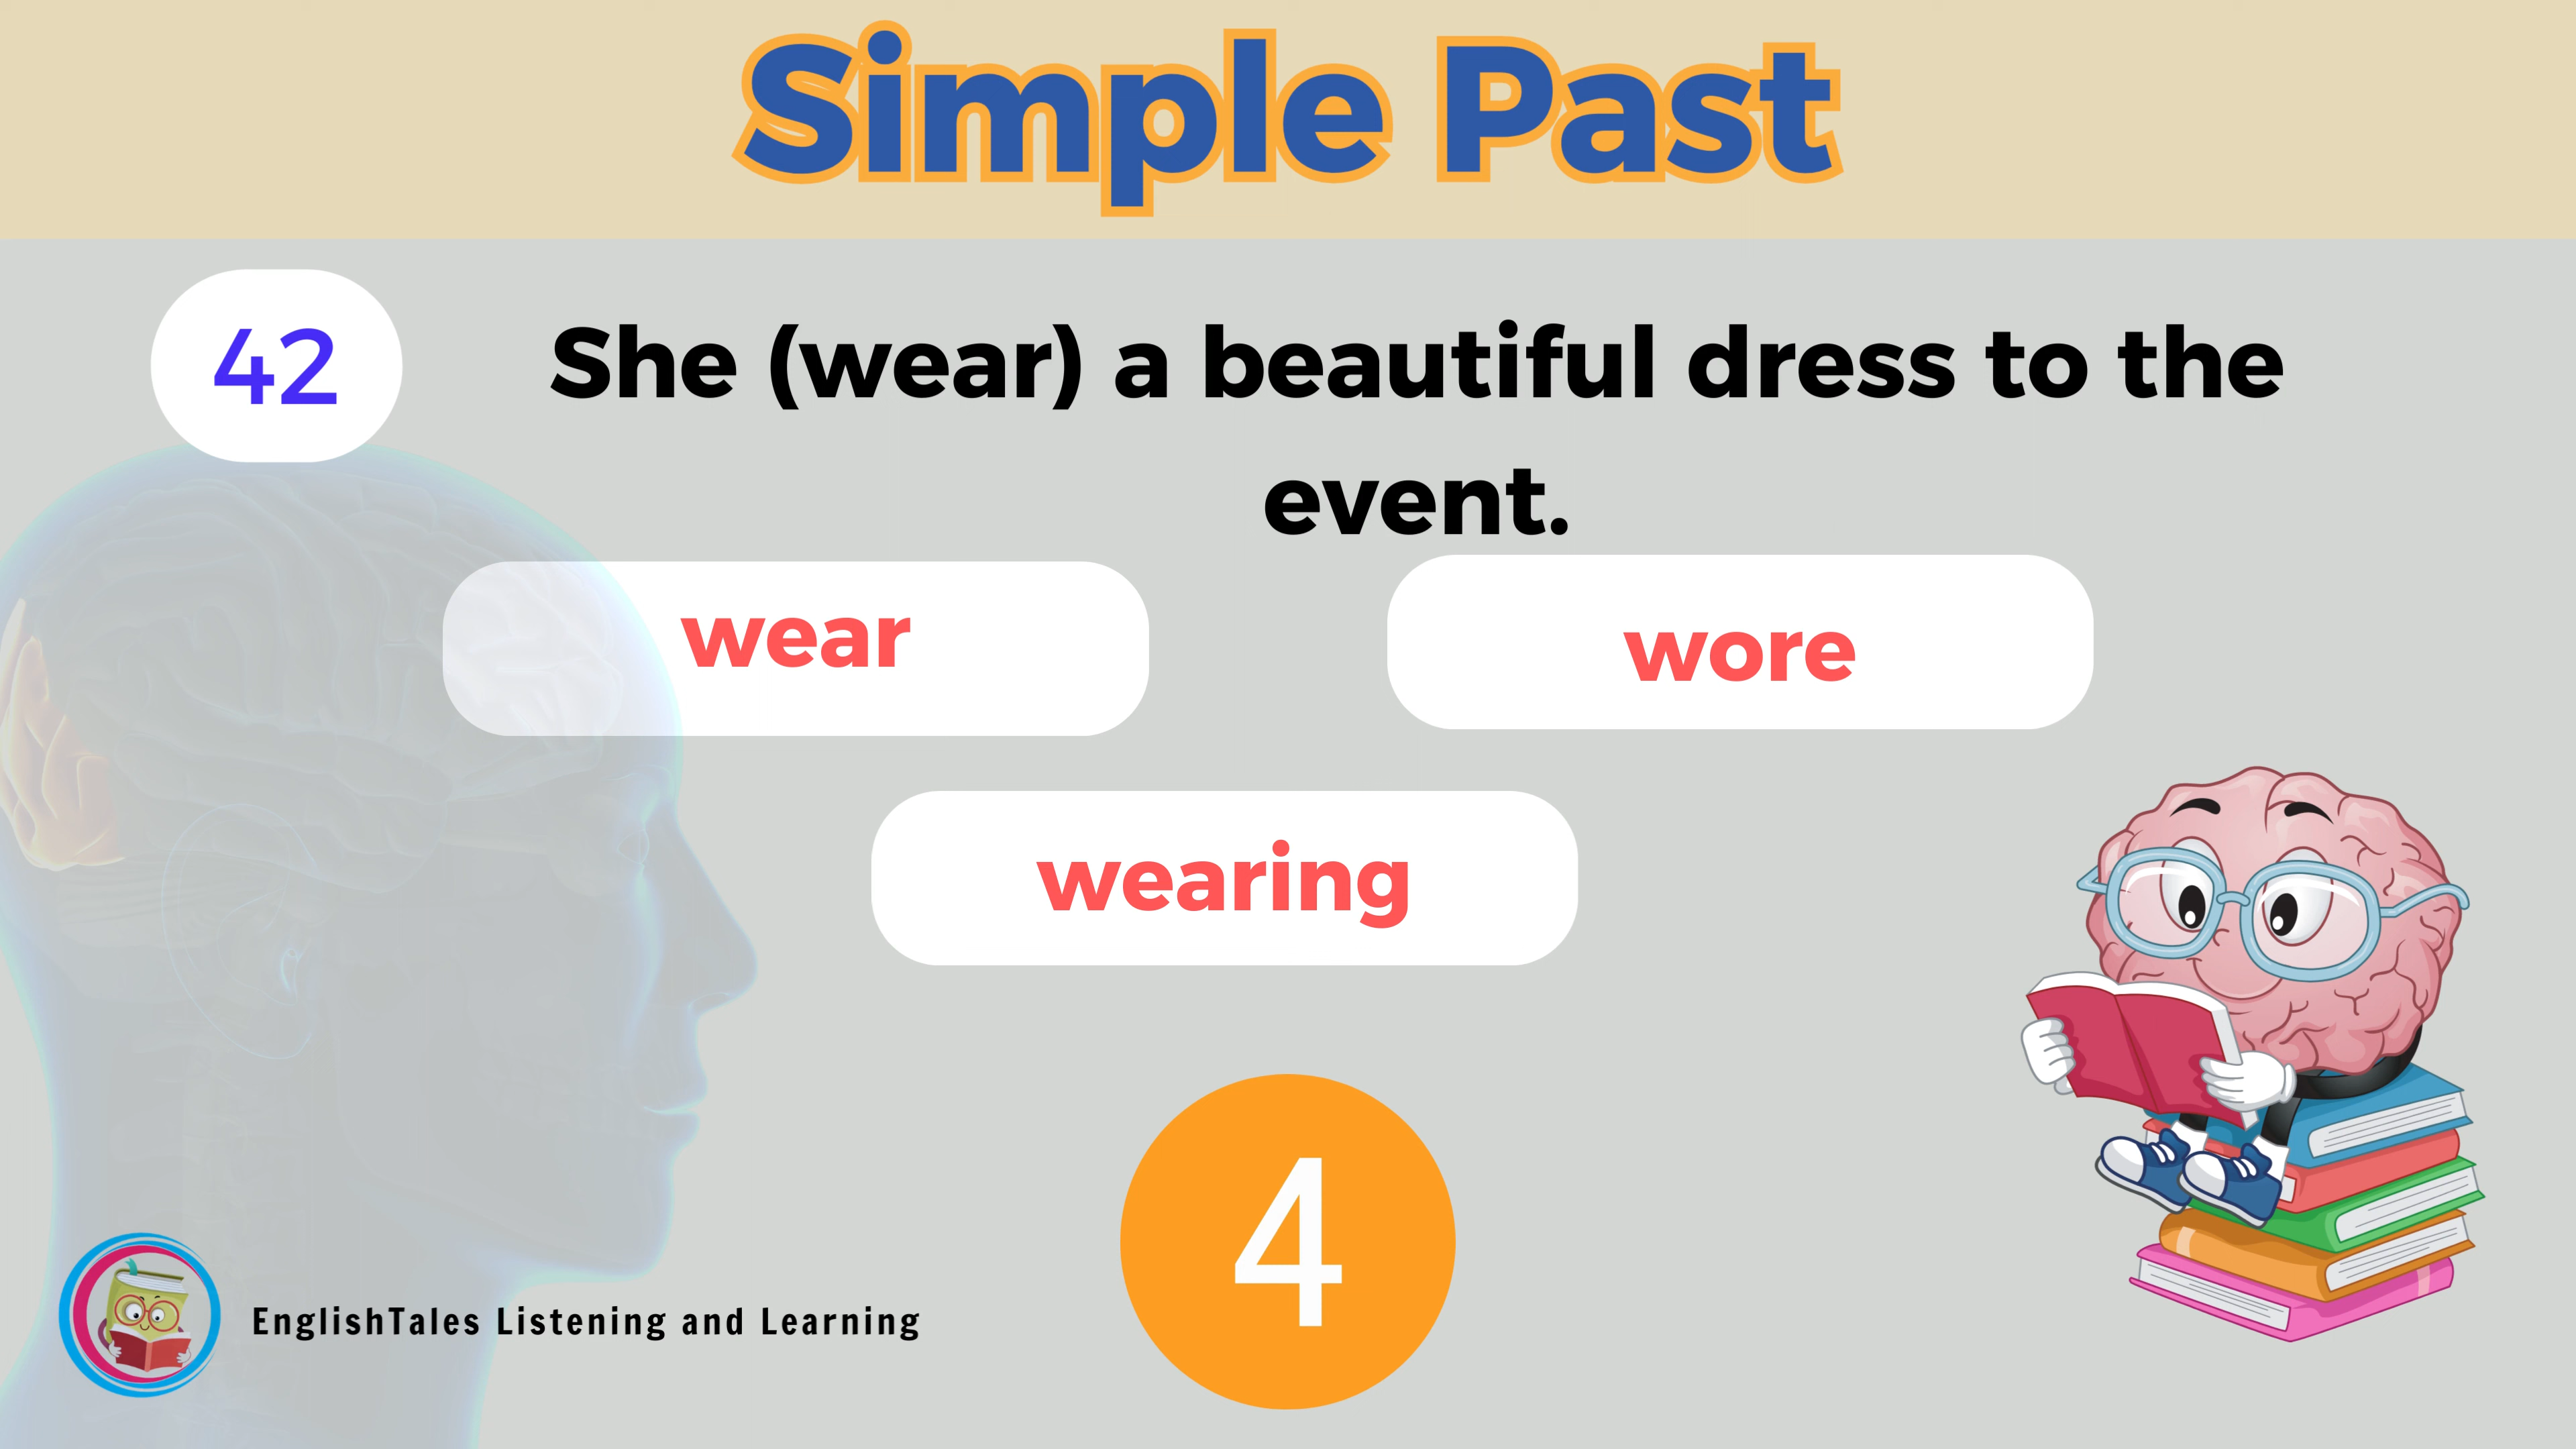 Simple Past
42
She (wear) a beautiful dress to the
event.
wear
wore
wearing
4
EnglishTales Listening and Learning